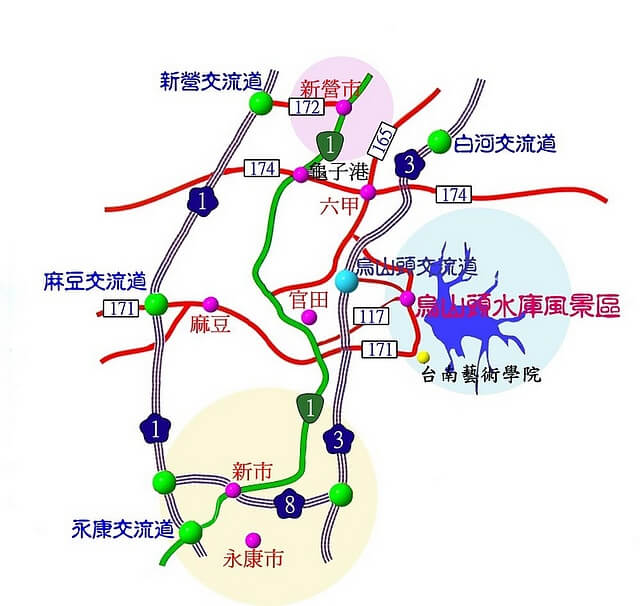 新營交流道
新營市
172
1
165
白河交流道
3
龜子港
174
六甲
174
1
烏山頭交流道
麻豆交流道
官田
烏山頭水庫風景區
171
麻豆
117
171
台南藝術學院
1
1
3
新市
8
永康交流道
永康市